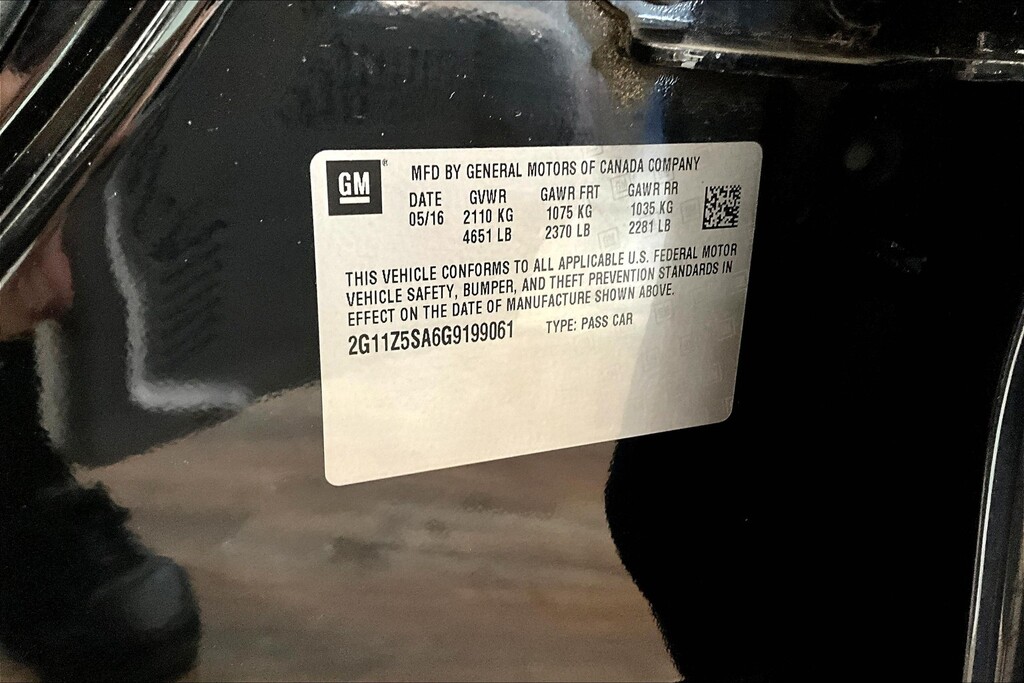 GM®
MFD BY GENERAL MOTORS OF CANADA COMPANY
DATE GVWR GAWR FRT GAWR RR
05/16 2110 KG 1075 KG 1035 KG
4651 LB 2370 LB 2281 LB
THIS VEHICLE CONFORMS TO ALL APPLICABLE U.S. FEDERAL MOTOR
VEHICLE SAFETY, BUMPER, AND THEFT PREVENTION STANDARDS IN
EFFECT ON THE DATE OF MANUFACTURE SHOWN ABOVE.
2G11Z5SA6G9199061 TYPE: PASS CAR